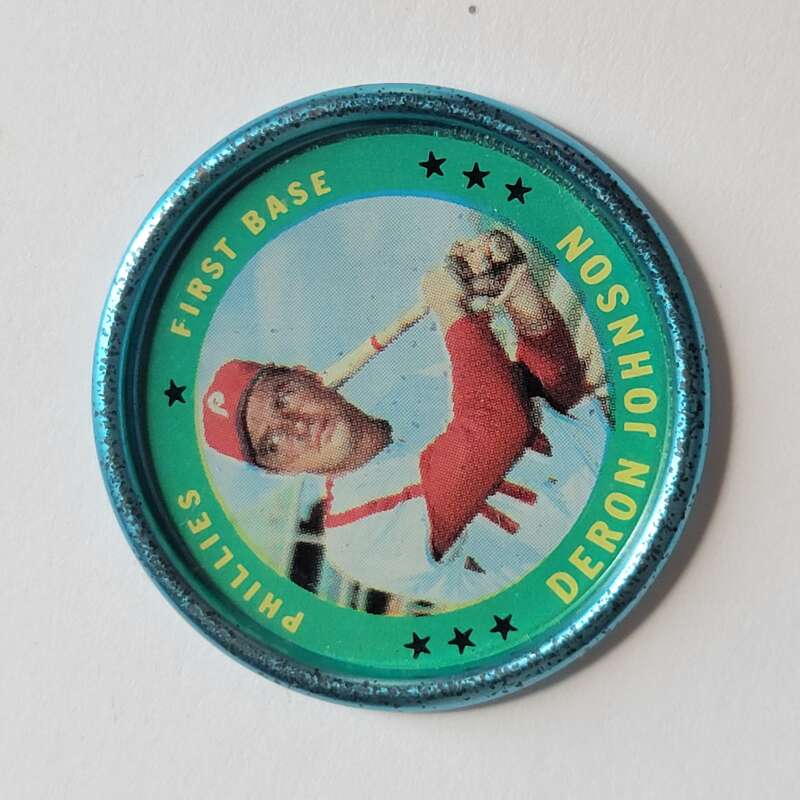 PHILLIES
FIRST BASE
DERON JOHNSON
P